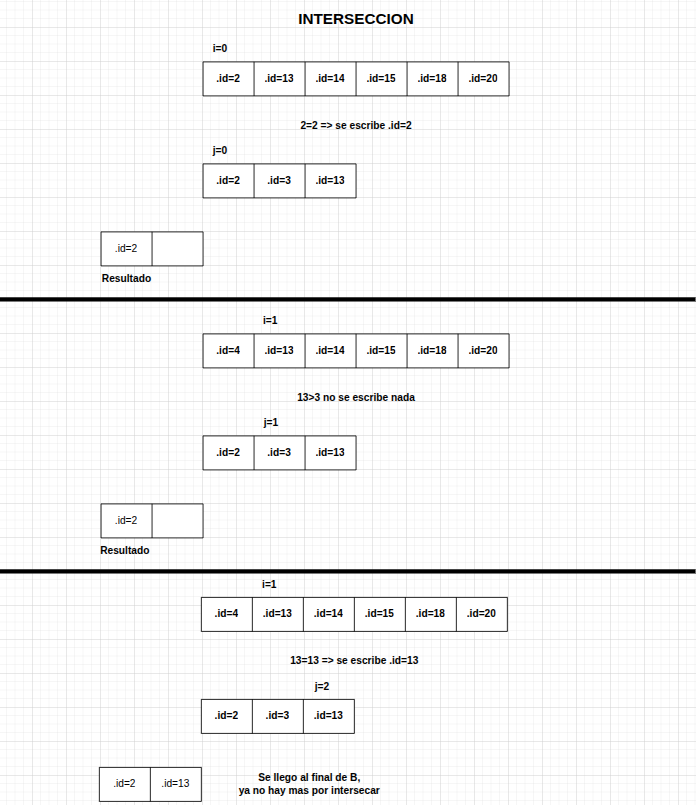 INTERSECCION
i=0
.id=2 .id=13 .id=14 .id=15 .id=18 .id=20
2=2 => se escribe .id=2
j=0
.id=2 .id=3 .id=13
.id=2
Resultado
i=1
.id=4 .id=13 .id=14 .id=15 .id=18 .id=20
13>3 no se escribe nada
j=1
.id=2 .id=3 .id=13
.id=2
Resultado
i=1
.id=4 .id=13 .id=14 .id=15 .id=18 .id=20
13=13 => se escribe .id=13
j=2
.id=2 .id=3 .id=13
.id=2 .id=13
Se llego al final de B,
ya no hay mas por intersecar